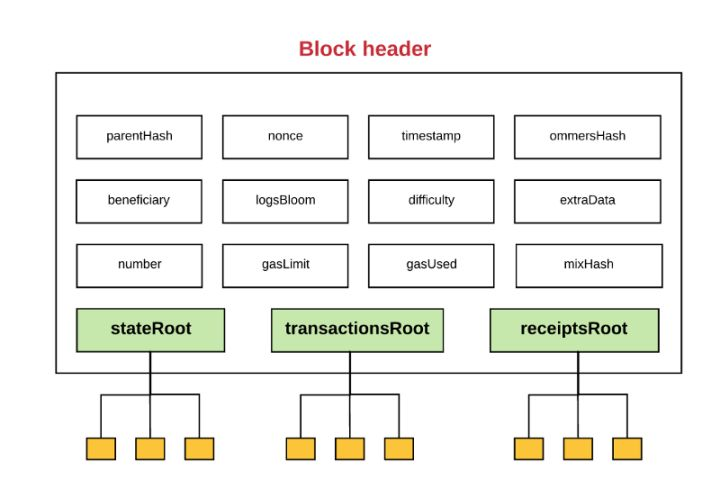 Block header
parentHash
nonce
timestamp
ommersHash
beneficiary
logsBloom
difficulty
extraData
number
gasLimit
gasUsed
mixHash
stateRoot
transactionsRoot
receiptsRoot